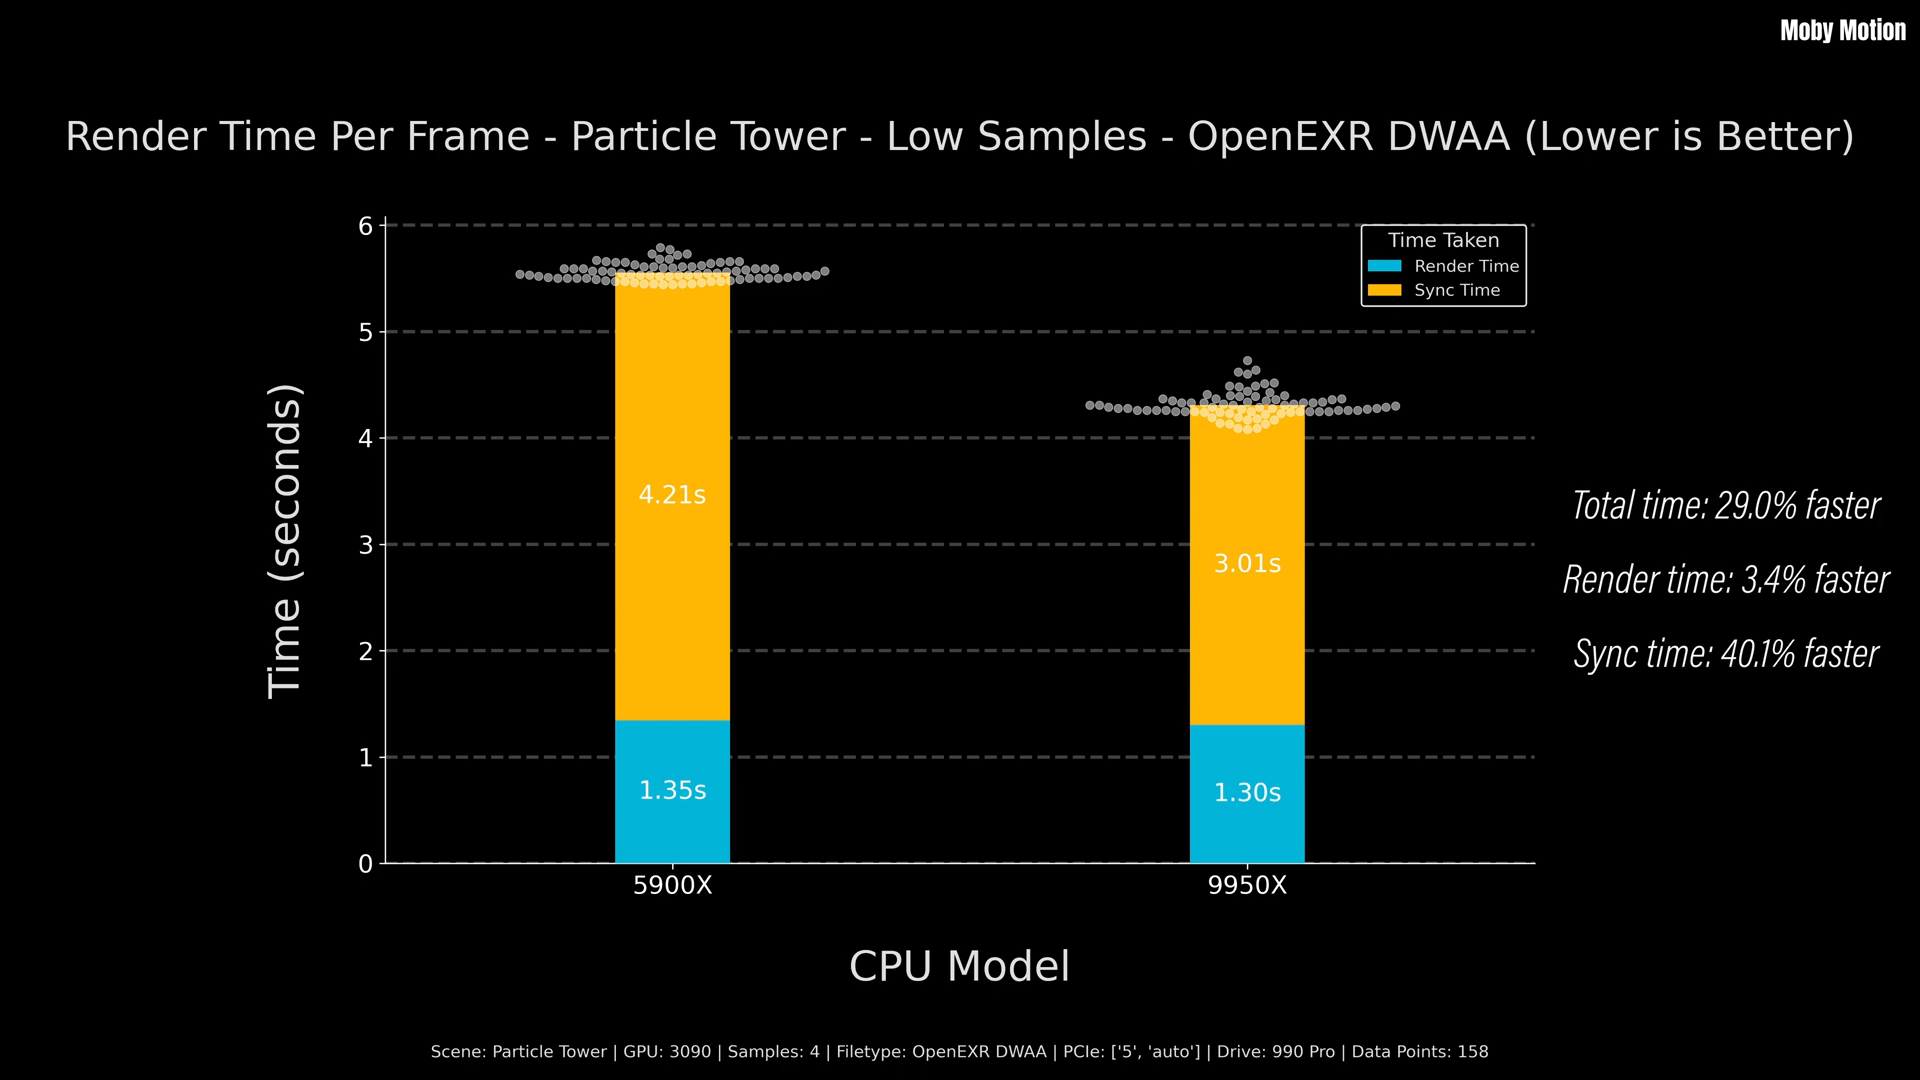 Moby Motion
Render Time Per Frame - Particle Tower - Low Samples - OpenEXR DWAA (Lower is Better)
6
5
4
3
2
1
0
Time (seconds)
Time Taken
Render Time
Sync Time
4.21s
3.01s
1.35s
1.30s
Total time: 29.0% faster
Render time: 3.4% faster
Sync time: 40.1% faster
5900X
9950X
CPU Model
Scene: Particle Tower | GPU: 3090 | Samples: 4 | Filetype: OpenEXR DWAA | PCIe: ['5', 'auto'] | Drive: 990 Pro | Data Points: 158